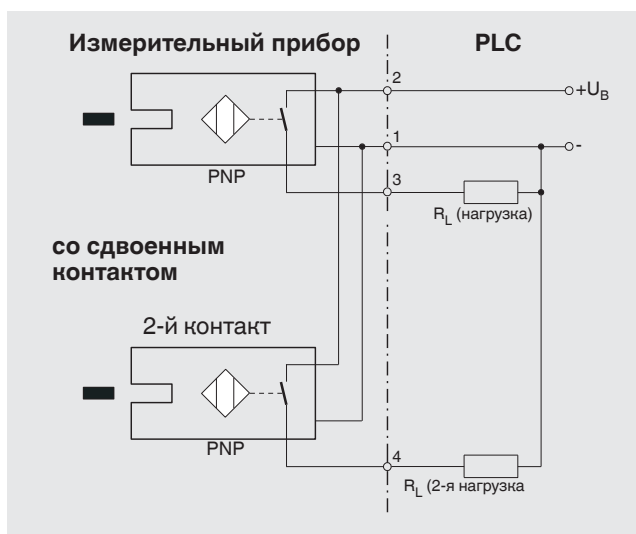 Измерительный прибор
PLC
2
+U_B
1
-
PNP
3
R_L (нагрузка)
со сдвоенным
контактом
2-й контакт
PNP
4
R_L (2-я нагрузка